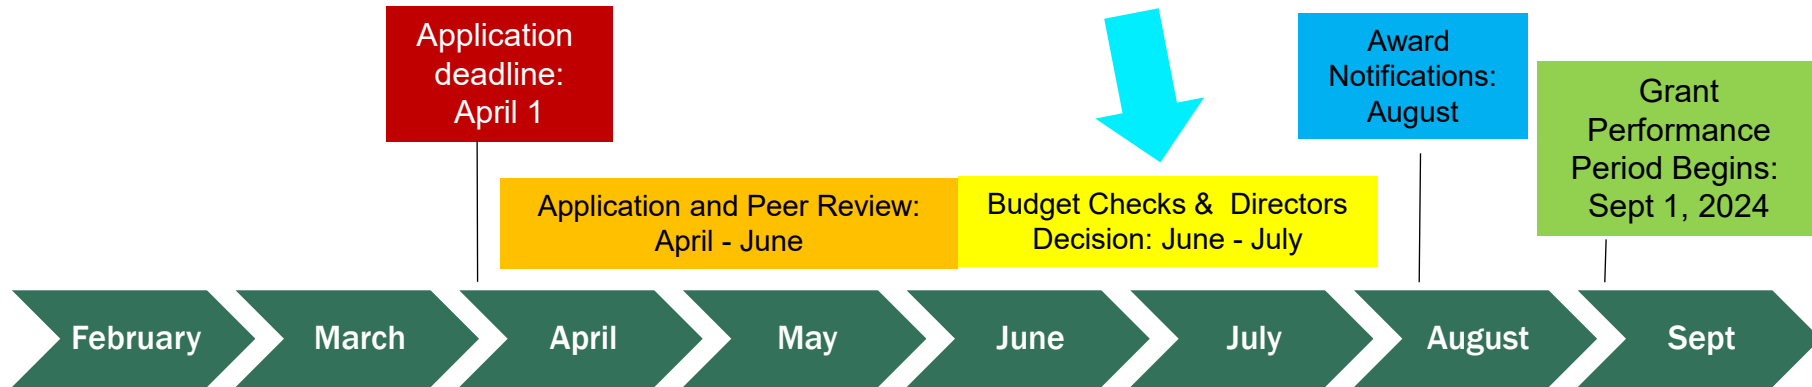 Application
deadline:
April 1
Award
Notifications:
August
Grant
Performance
Period Begins:
Sept 1, 2024
Application and Peer Review:
April - June
Budget Checks &  Directors
Decision: June - July
February
March
April
May
June
July
August
Sept